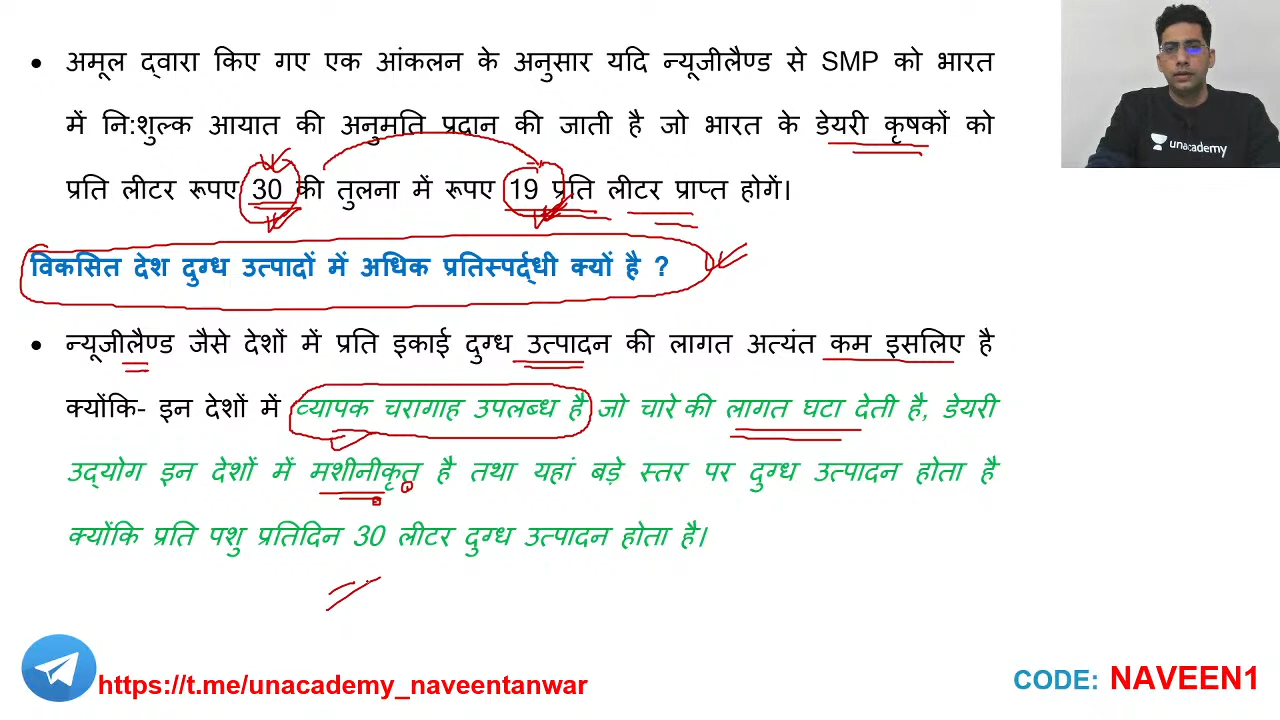 अमूल द्वारा किए गए एक आंकलन के अनुसार यदि न्यूजीलैण्ड से SMP को भारत
में नि:शुल्क आयात की अनुमति प्रदान की जाती है जो भारत के डेयरी कृषकों को
प्रति लीटर रूपए 30 की तुलना में रूपए 19 प्रति लीटर प्राप्त होगें।
विकसित देश दुग्ध उत्पादों में अधिक प्रतिस्पर्द्धी क्यों है ?
न्यूजीलैण्ड जैसे देशों में प्रति इकाई दुग्ध उत्पादन की लागत अत्यंत कम इसलिए है
क्योंकि- इन देशों में व्यापक चरागाह उपलब्ध है जो चारे की लागत घटा देती है, डेयरी
उद्योग इन देशों में मशीनीकृत है तथा यहां बड़े स्तर पर दुग्ध उत्पादन होता है
क्योंकि प्रति पशु प्रतिदिन 30 लीटर दुग्ध उत्पादन होता है।
unacademy
https://t.me/unacademy_naveentanwar
CODE: NAVEEN1